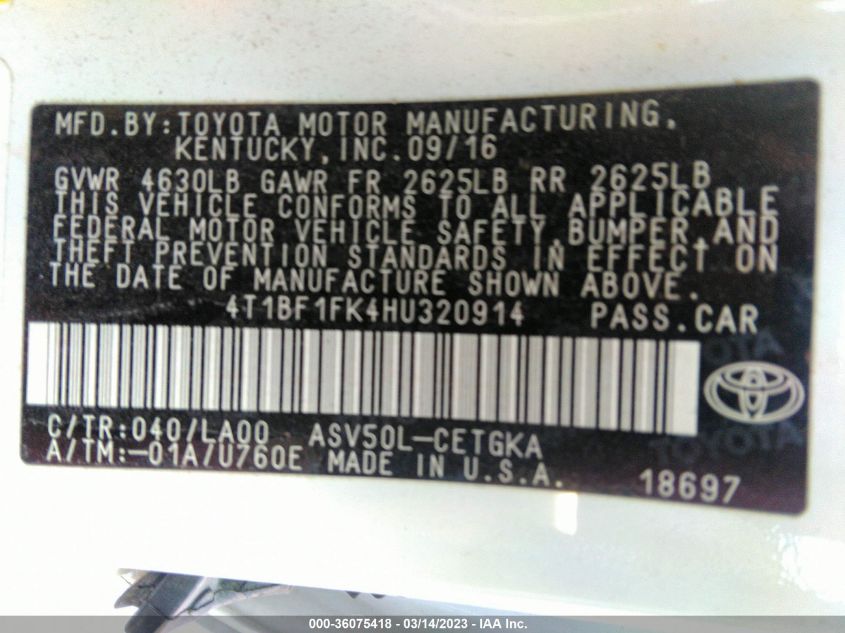 MFD.BY:TOYOTA MOTOR MANUFACTURING,
KENTUCKY,INC.09/16
GVWR 4630LB GAWR FR 2625LB RR 2625LB
THIS VEHICLE CONFORMS TO ALL APPLICABLE
FEDERAL MOTOR VEHICLE SAFETY,BUMPER,AND
THEFT PREVENTION STANDARDS IN EFFECT ON
THE DATE OF MANUFACTURE SHOWN ABOVE.
4T1BF1FK4HU320914 PASS.CAR
TOYOTA
C/TR:040/LA00 ASV50L-CETGKA
TOYOTA
A/TM:-01A7U760E MADE IN U.S.A.
18697
000-36075418 - 03/14/2023 - IAA Inc.